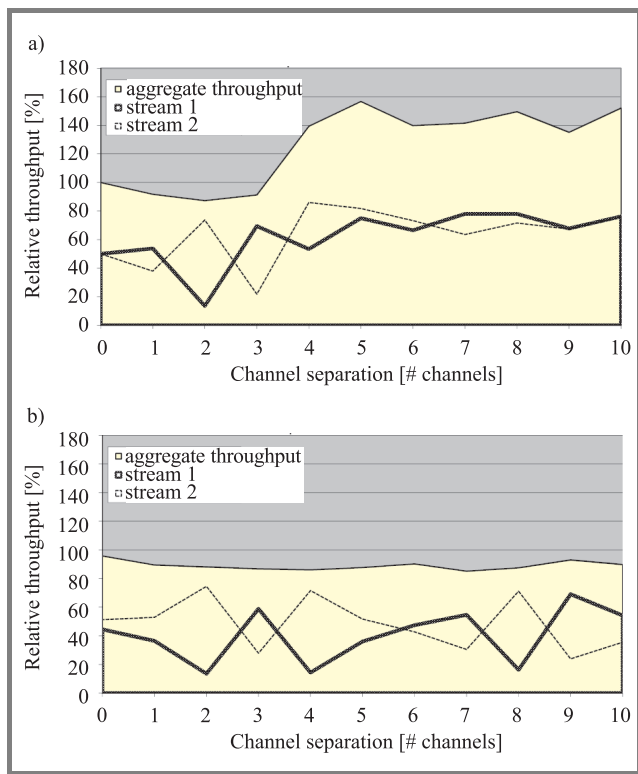 a)
180
160
140
120
100
80
60
40
20
0
Relative throughput [%]
aggregate throughput
stream 1
stream 2
0 1 2 3 4 5 6 7 8 9 10
Channel separation [# channels]
b)
180
160
140
120
100
80
60
40
20
0
Relative throughput [%]
aggregate throughput
stream 1
stream 2
0 1 2 3 4 5 6 7 8 9 10
Channel separation [# channels]